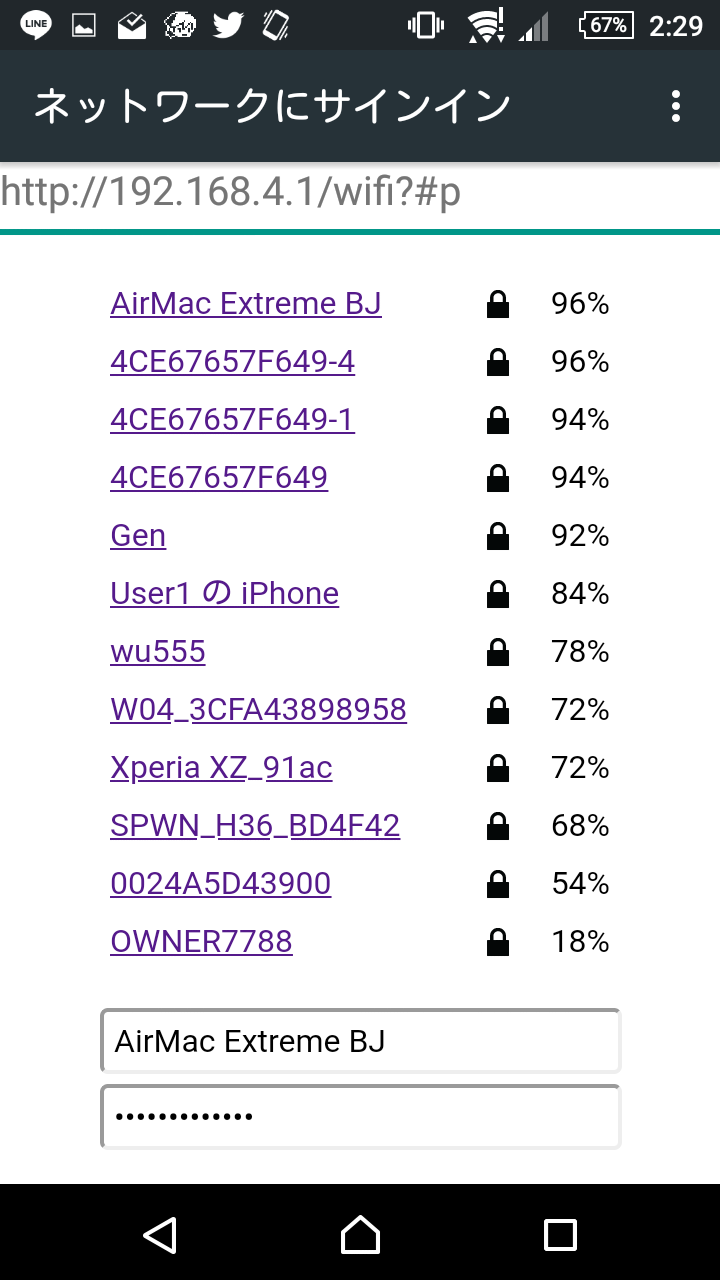 LINE 67% 2:29
ネットワークにサインイン
http://192.168.4.1/wifi?#p
AirMac Extreme BJ 96%
4CE67657F649-4 96%
4CE67657F649-1 94%
4CE67657F649 94%
Gen 92%
User1 の iPhone 84%
wu555 78%
W04_3CFA43898958 72%
Xperia XZ_91ac 72%
SPWN_H36_BD4F42 68%
0024A5D43900 54%
OWNER7788 18%
AirMac Extreme BJ
•••••••••••••